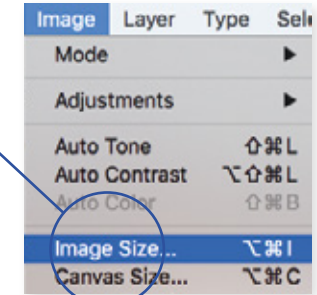 Image Layer Type Sel
Mode ▶
Adjustments ▶
Auto Tone ⇧⌘L
Auto Contrast ⌥⇧⌘L
Auto Color ⇧⌘B
Image Size... ⌥⌘I
Canvas Size... ⌥⌘C